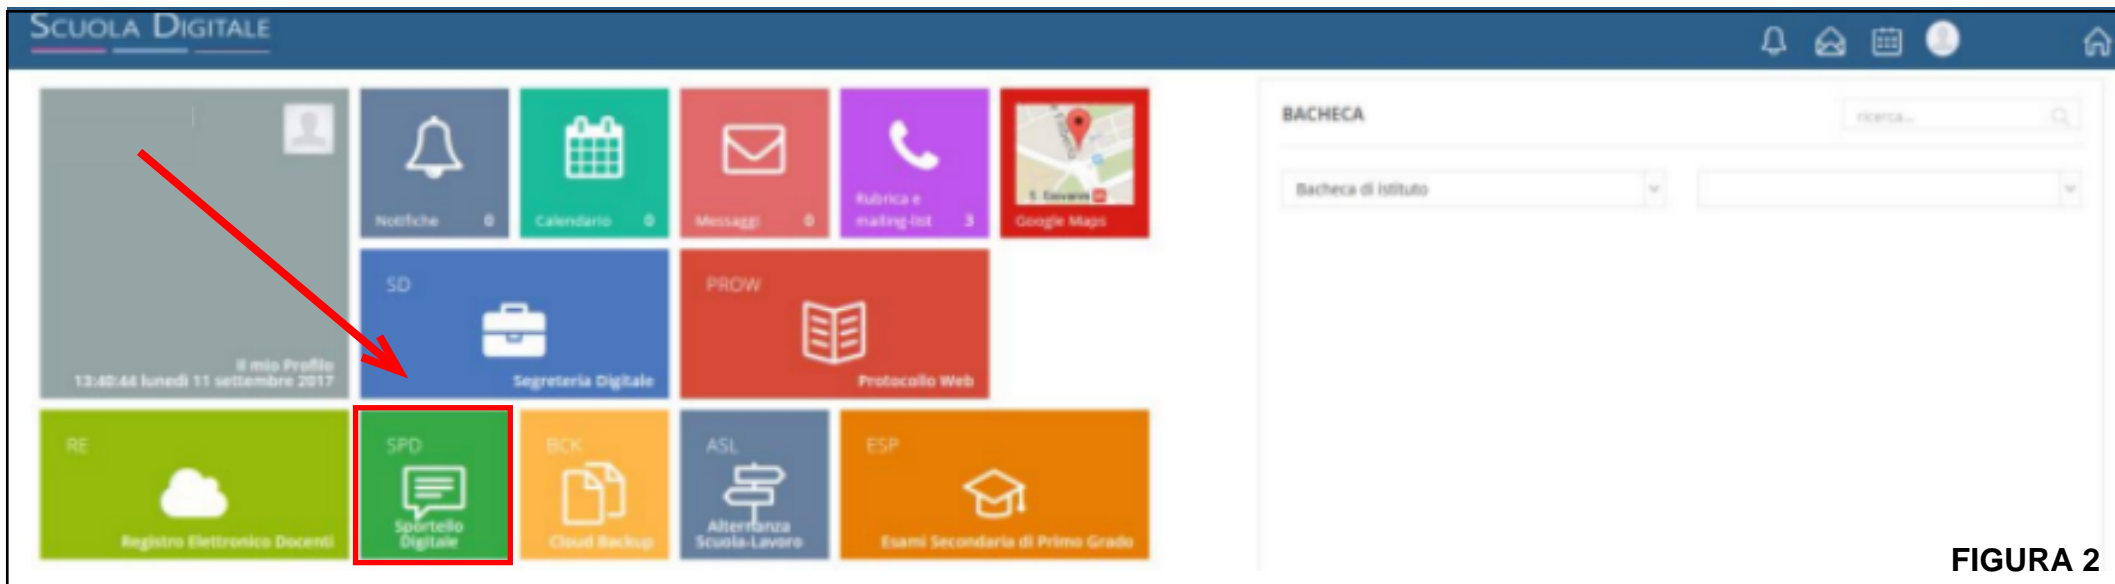 SCUOLA DIGITALE
Il mio Profilo
13:40:44 lunedì 11 settembre 2017
Notifiche 0
Calendario 0
Messaggi 0
Rubrica e
mailing-list 3
S. Giovanni
Google Maps
SD
Segreteria Digitale
PROW
Protocollo Web
RE
Registro Elettronico Docenti
SPD
Sportello
Digitale
BCK
Cloud Backup
ASL
Alternanza
Scuola-Lavoro
ESP
Esami Secondaria di Primo Grado
BACHECA
ricerca...
Bacheca di istituto
FIGURA 2